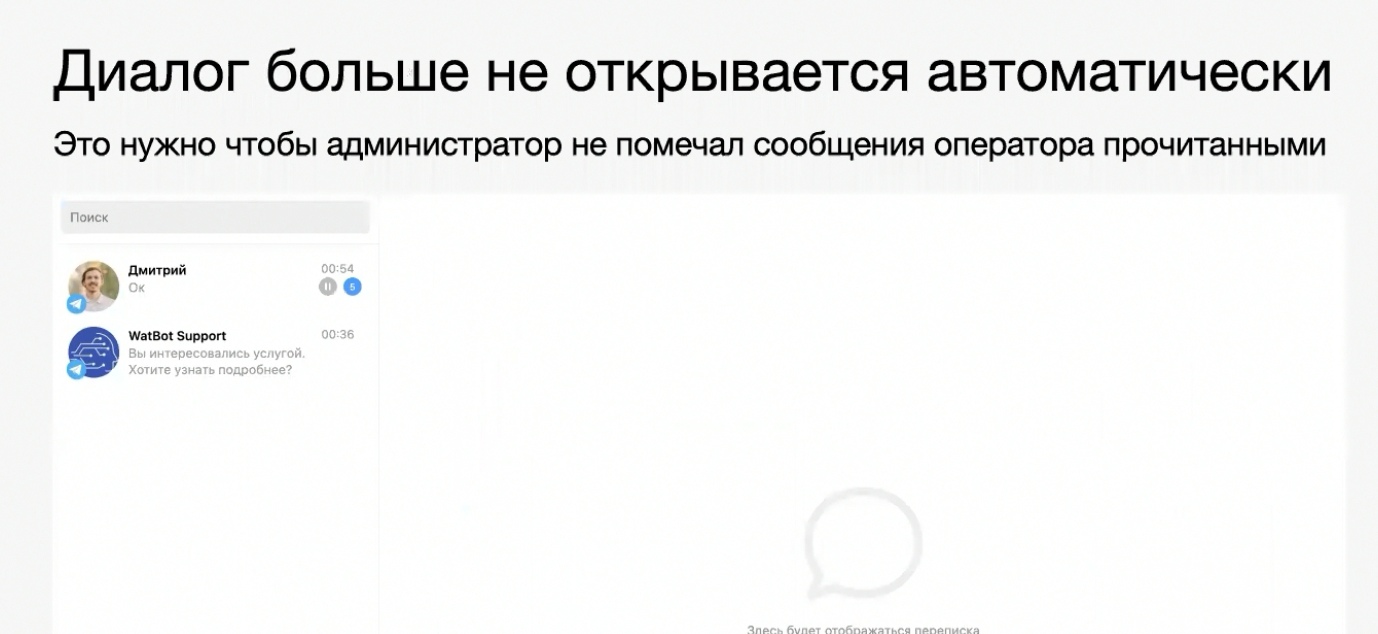 Диалог больше не открывается автоматически
Это нужно чтобы администратор не помечал сообщения оператора прочитанными
Поиск
Дмитрий 00:54
Ок 5
WatBot Support 00:36
Вы интересовались услугой.
Хотите узнать подробнее?
Здесь будет отображаться переписка